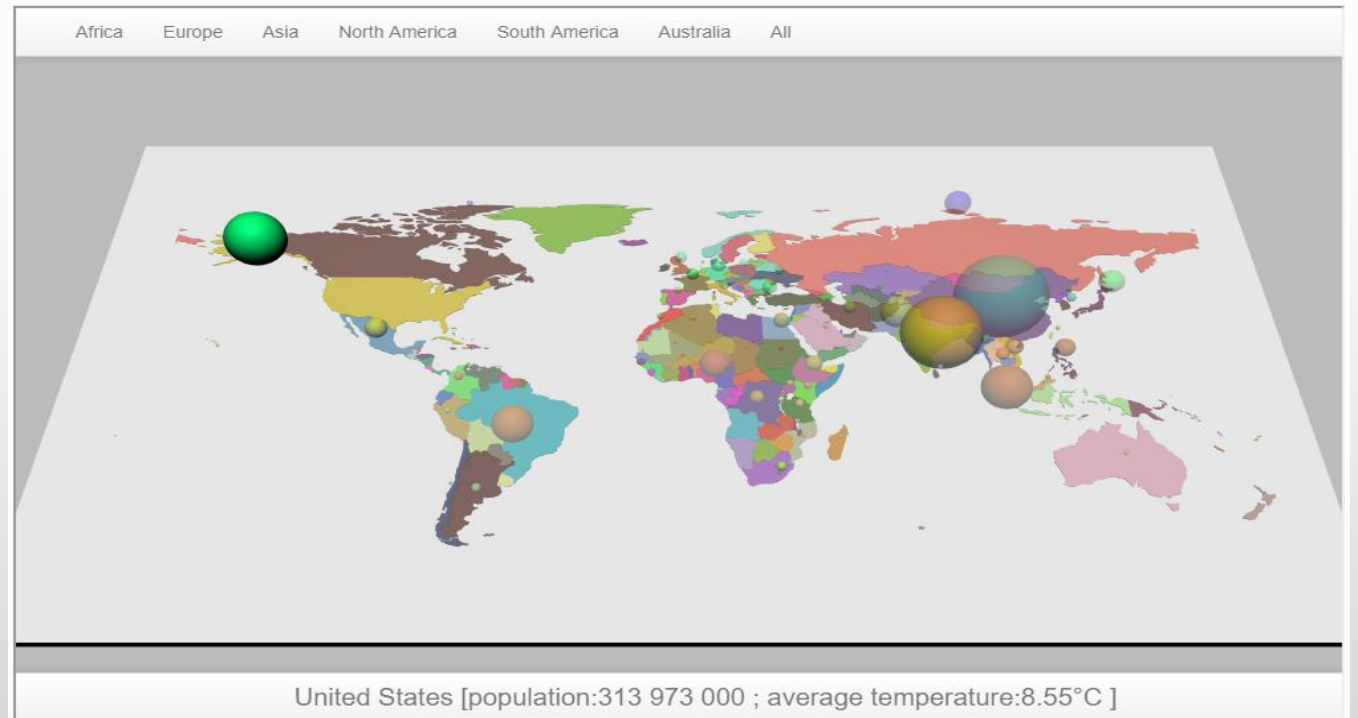 Africa Europe Asia North America South America Australia All
United States [population:313 973 000 ; average temperature:8.55°C ]